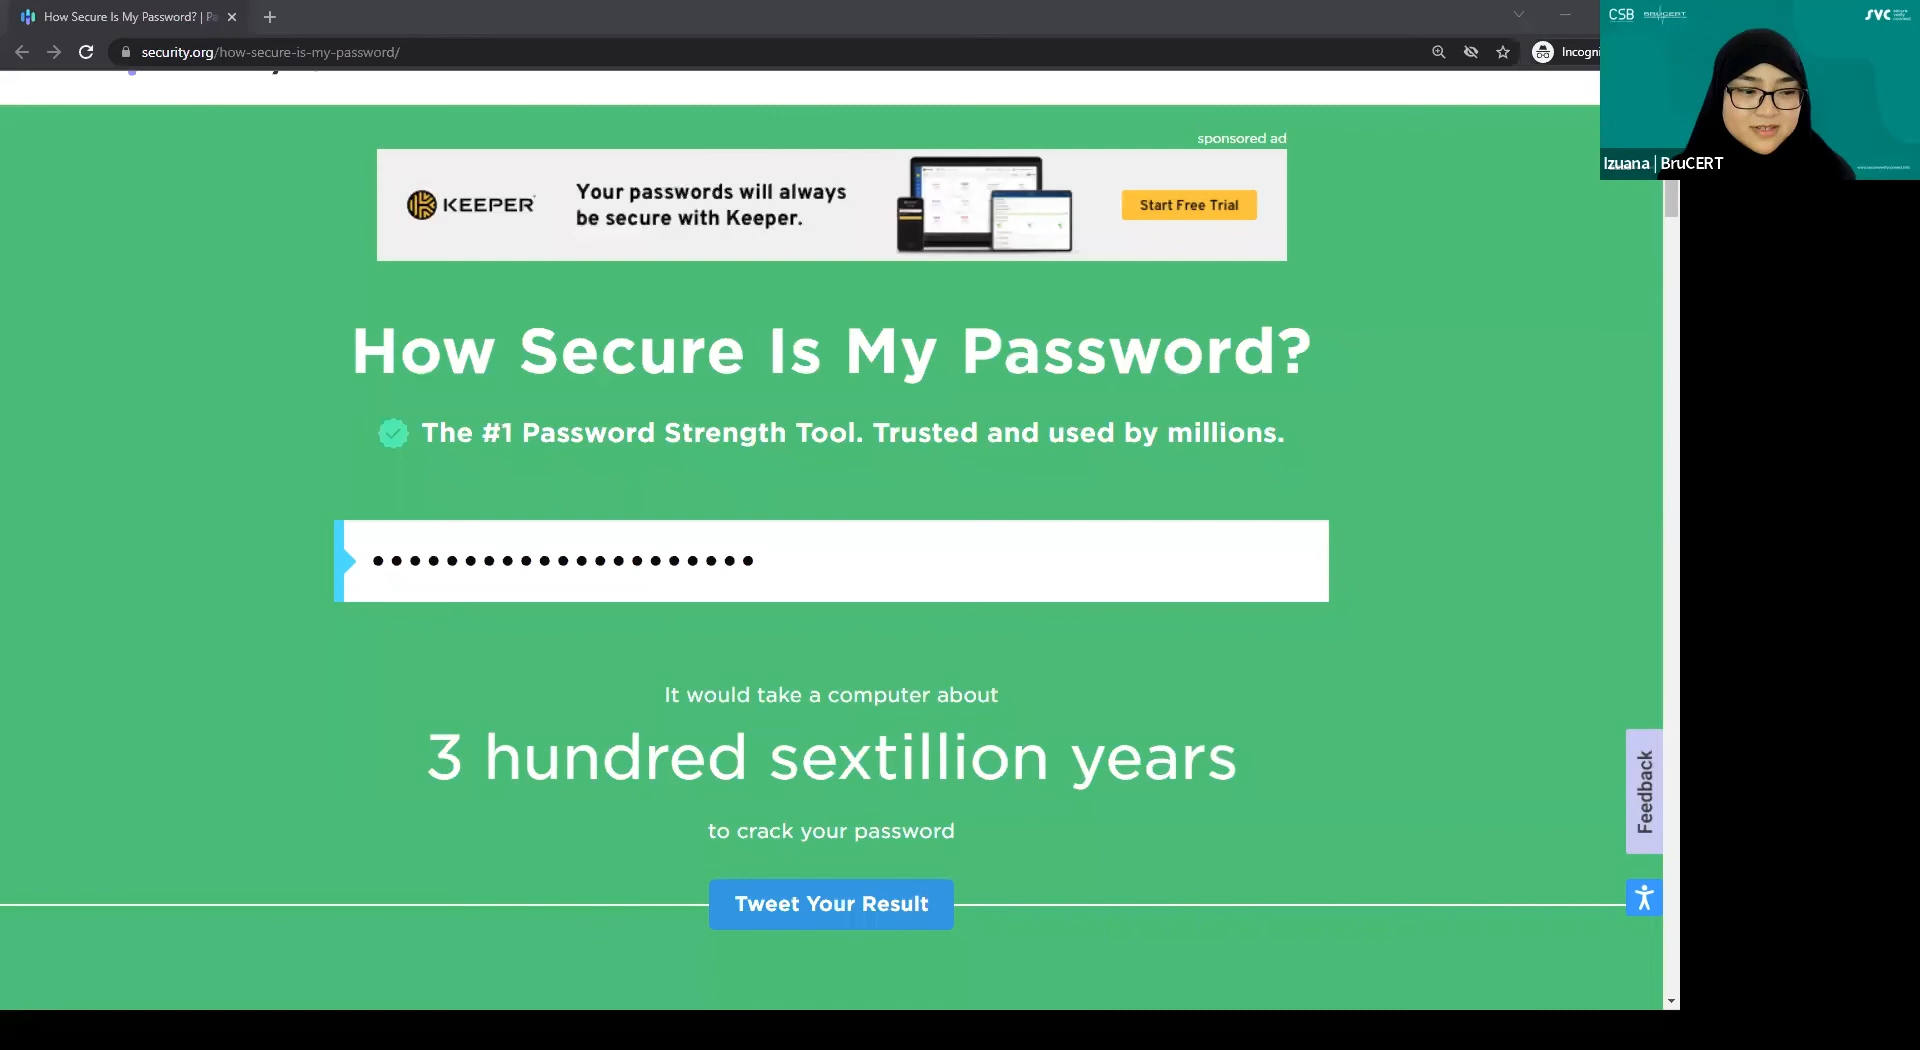 How Secure Is My Password? | Pa
security.org/how-secure-is-my-password/
Incogni
CSB
BRUCERT
SVC
Izuana | BruCERT
sponsored ad
KEEPER
Your passwords will always
be secure with Keeper.
Start Free Trial
How Secure Is My Password?
The #1 Password Strength Tool. Trusted and used by millions.
It would take a computer about
3 hundred sextillion years
to crack your password
Tweet Your Result
Feedback